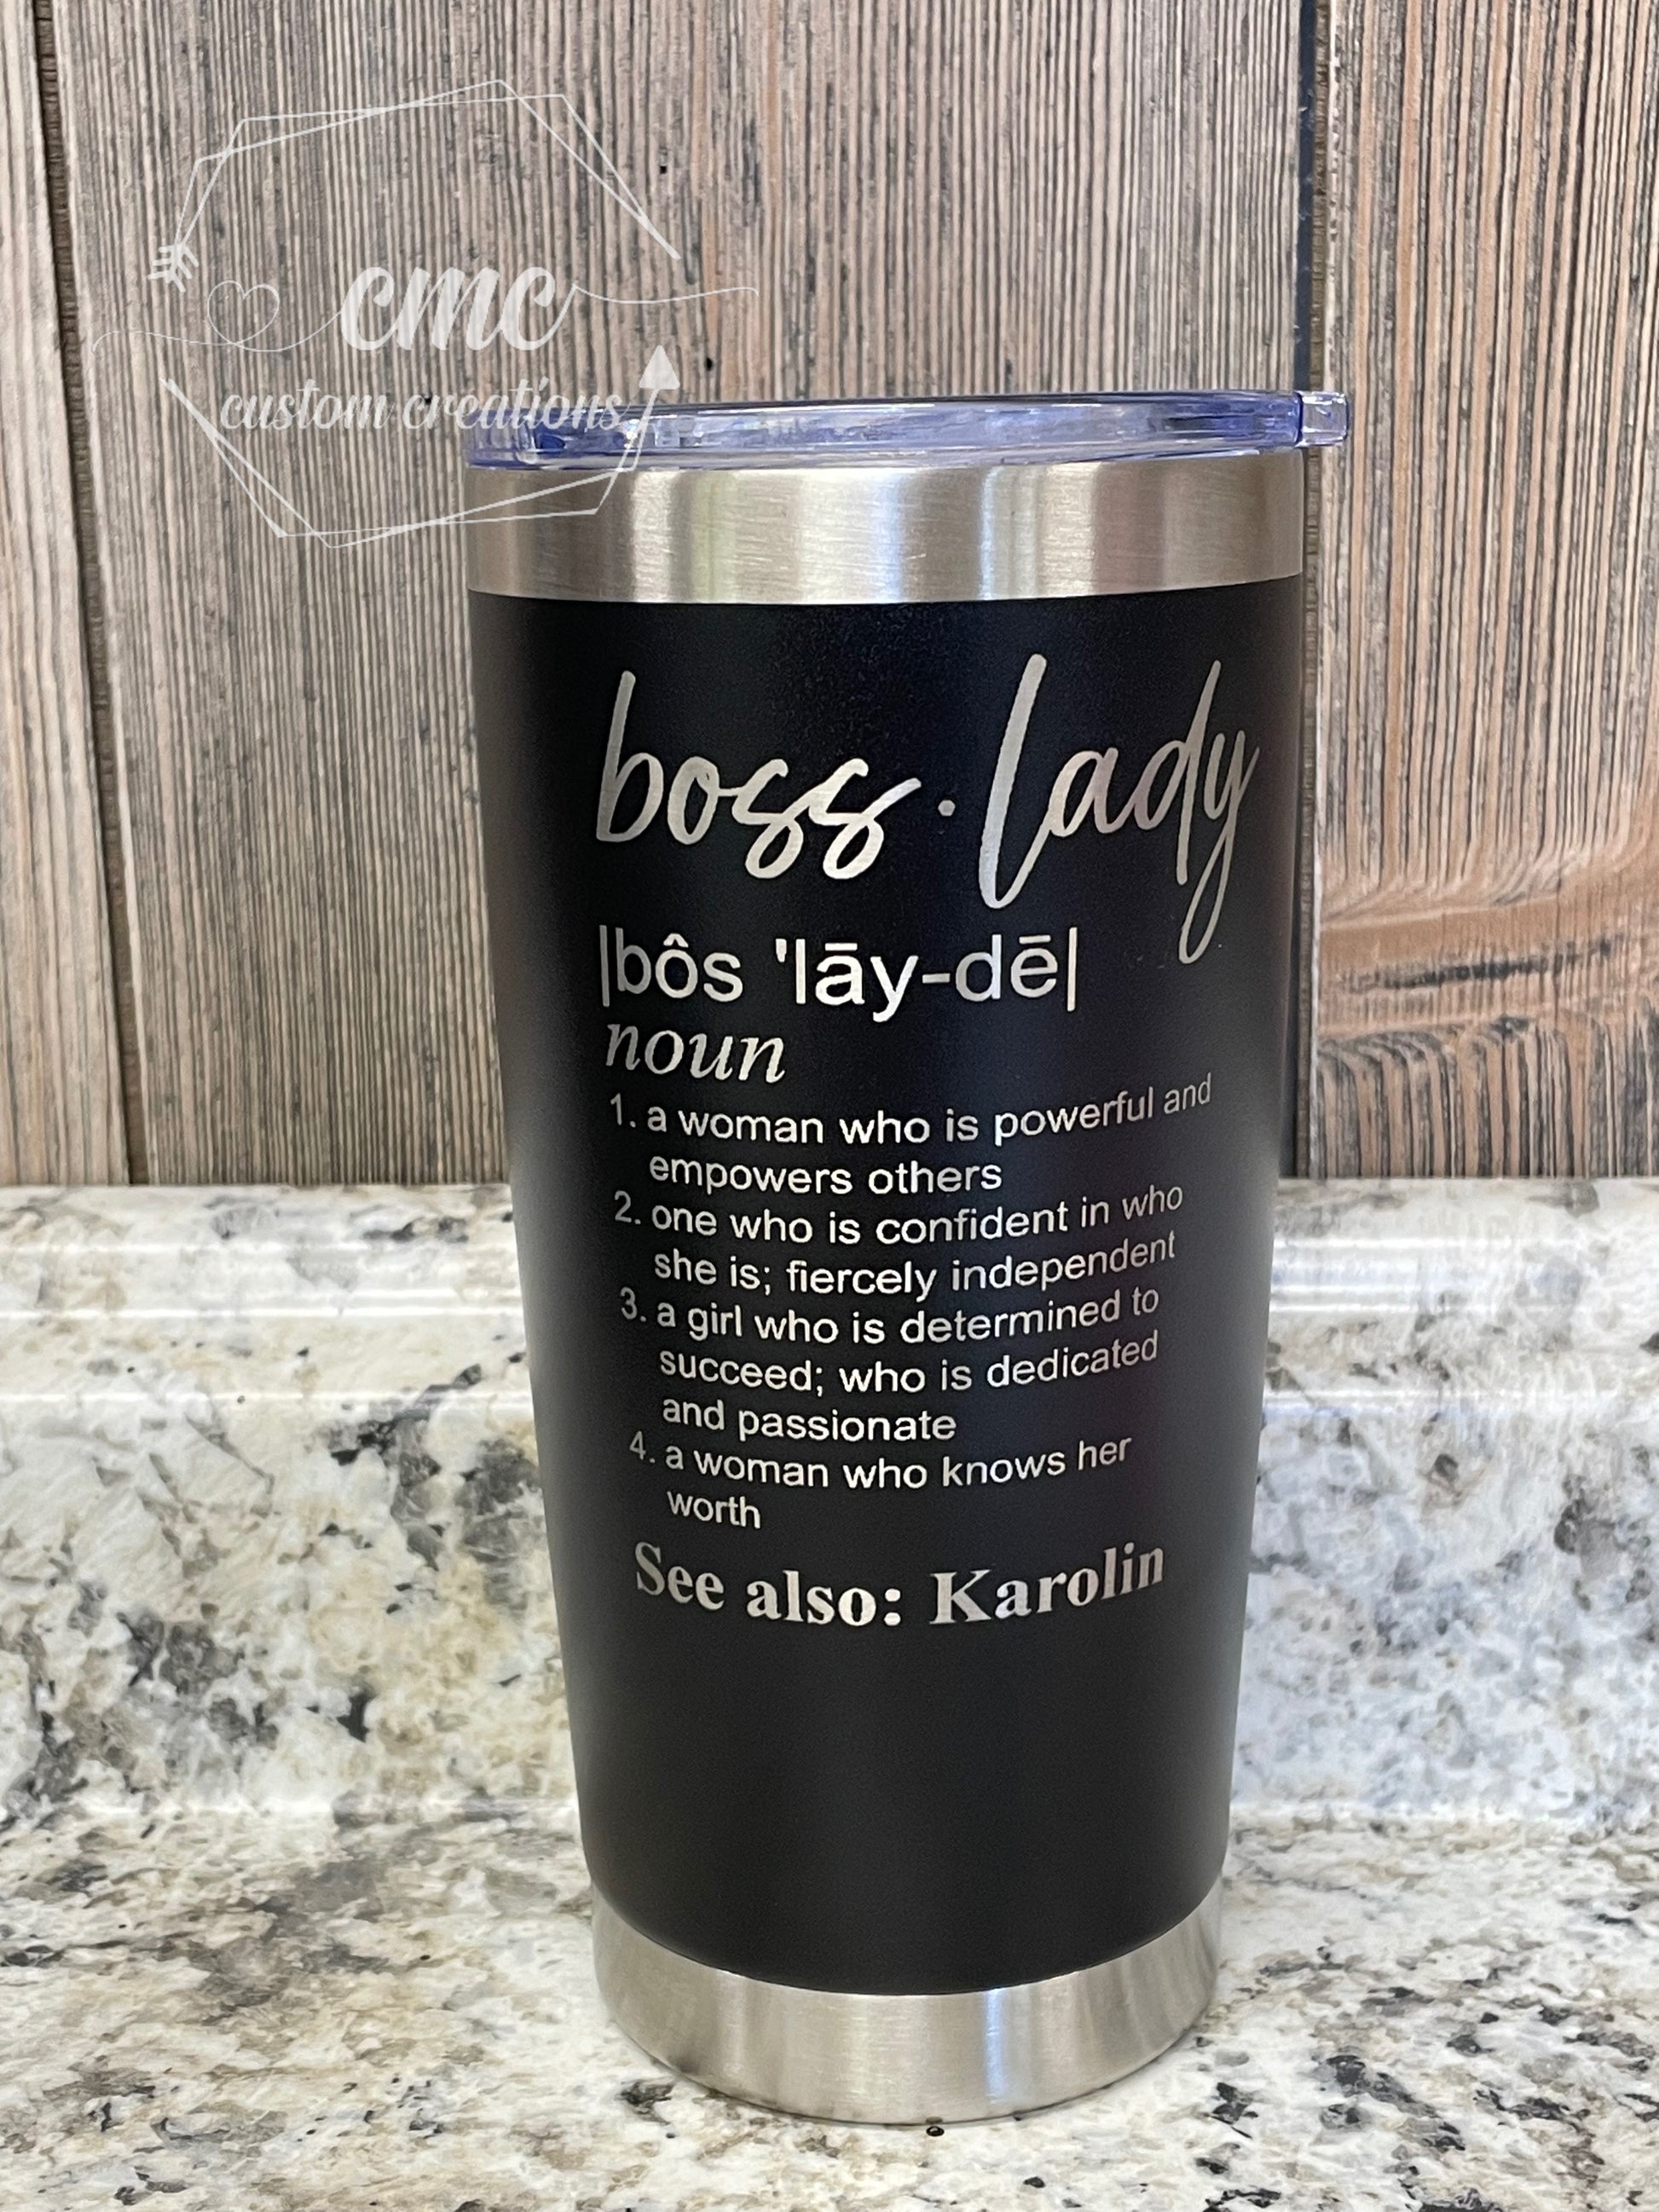 cmc
custom creations
boss · lady
|bôs 'lāy-dē|
noun
1. a woman who is powerful and
empowers others
2. one who is confident in who
she is; fiercely independent
3. a girl who is determined to
succeed; who is dedicated
and passionate
4. a woman who knows her
worth
See also: Karolin